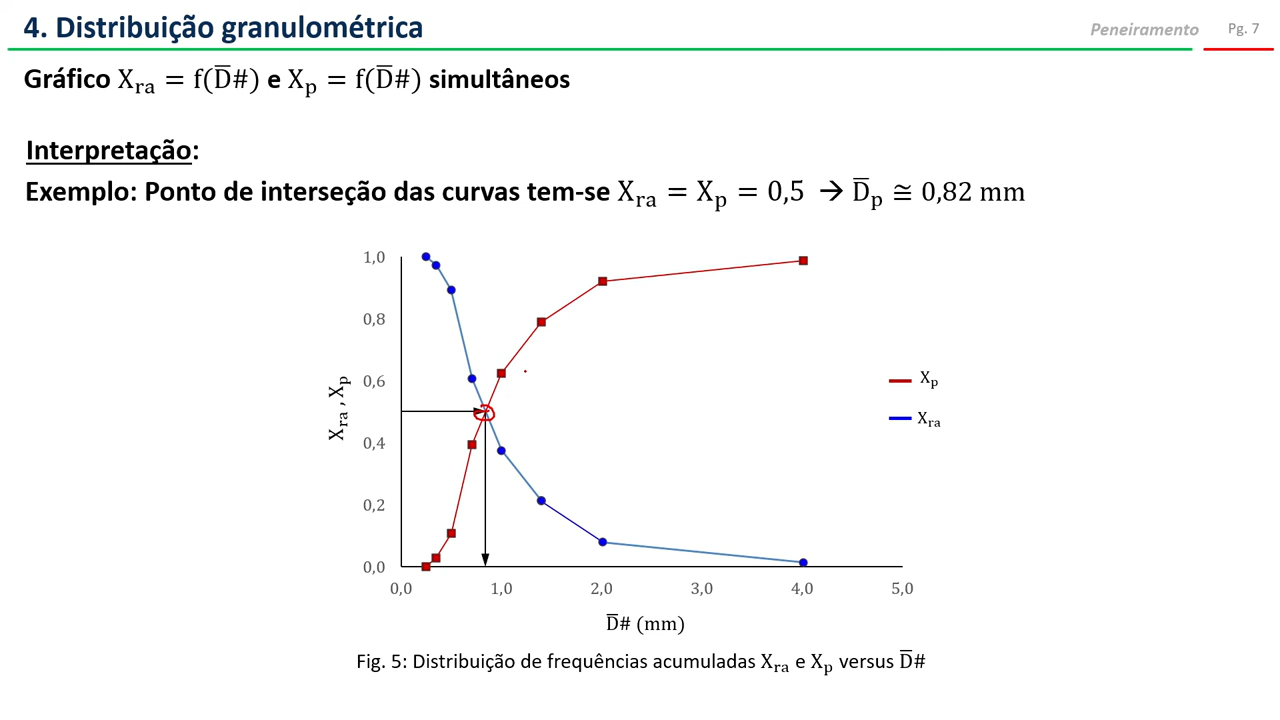 4. Distribuição granulométrica
Peneiramento
Pg. 7
Gráfico Xra = f(D̅#) e Xp = f(D̅#) simultâneos
Interpretação:
Exemplo: Ponto de interseção das curvas tem-se Xra = Xp = 0,5 → D̅p ≅ 0,82 mm
1,0
0,8
0,6
0,4
0,2
0,0
Xra , Xp
Xp
Xra
0,0 1,0 2,0 3,0 4,0 5,0
D̅# (mm)
Fig. 5: Distribuição de frequências acumuladas Xra e Xp versus D̅#